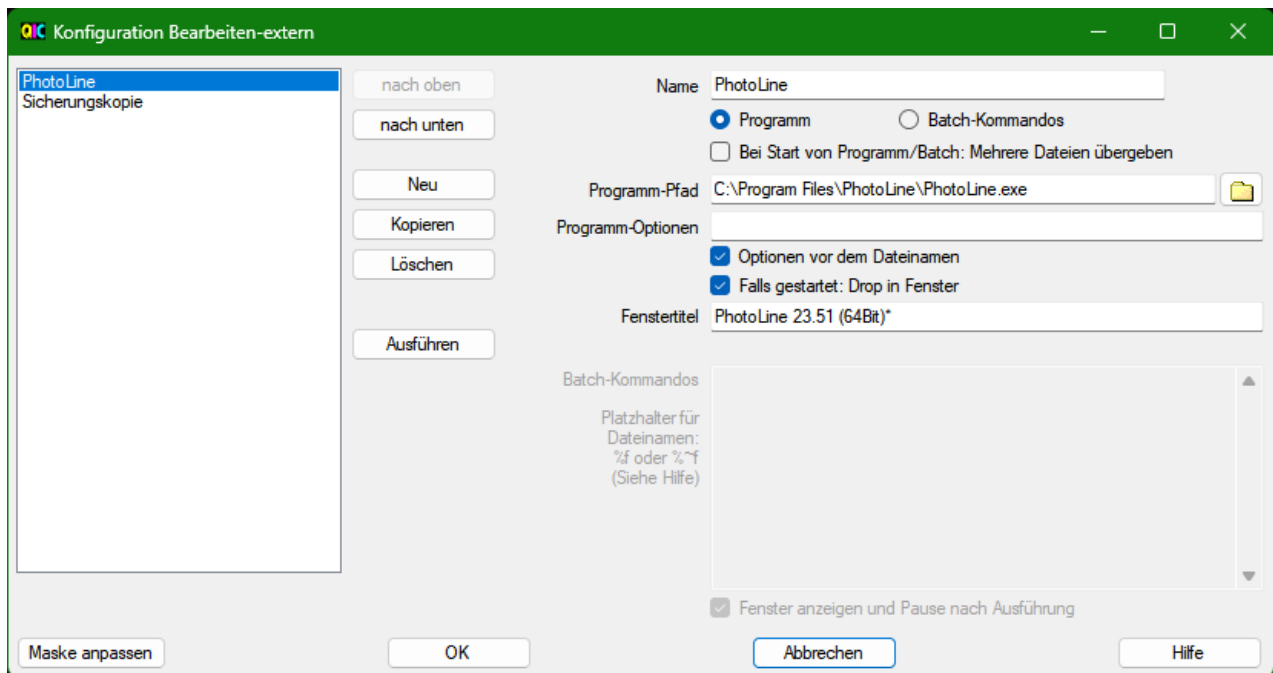 QIC Konfiguration Bearbeiten-extern
PhotoLine
Sicherungskopie
nach oben
nach unten
Neu
Kopieren
Löschen
Ausführen
Name PhotoLine
Programm Batch-Kommandos
Bei Start von Programm/Batch: Mehrere Dateien übergeben
Programm-Pfad C:\Program Files\PhotoLine\PhotoLine.exe
Programm-Optionen
Optionen vor dem Dateinamen
Falls gestartet: Drop in Fenster
Fenstertitel PhotoLine 23.51 (64Bit)*
Batch-Kommandos
Platzhalter für
Dateinamen:
%f oder %~f
(Siehe Hilfe)
Fenster anzeigen und Pause nach Ausführung
Maske anpassen OK Abbrechen Hilfe